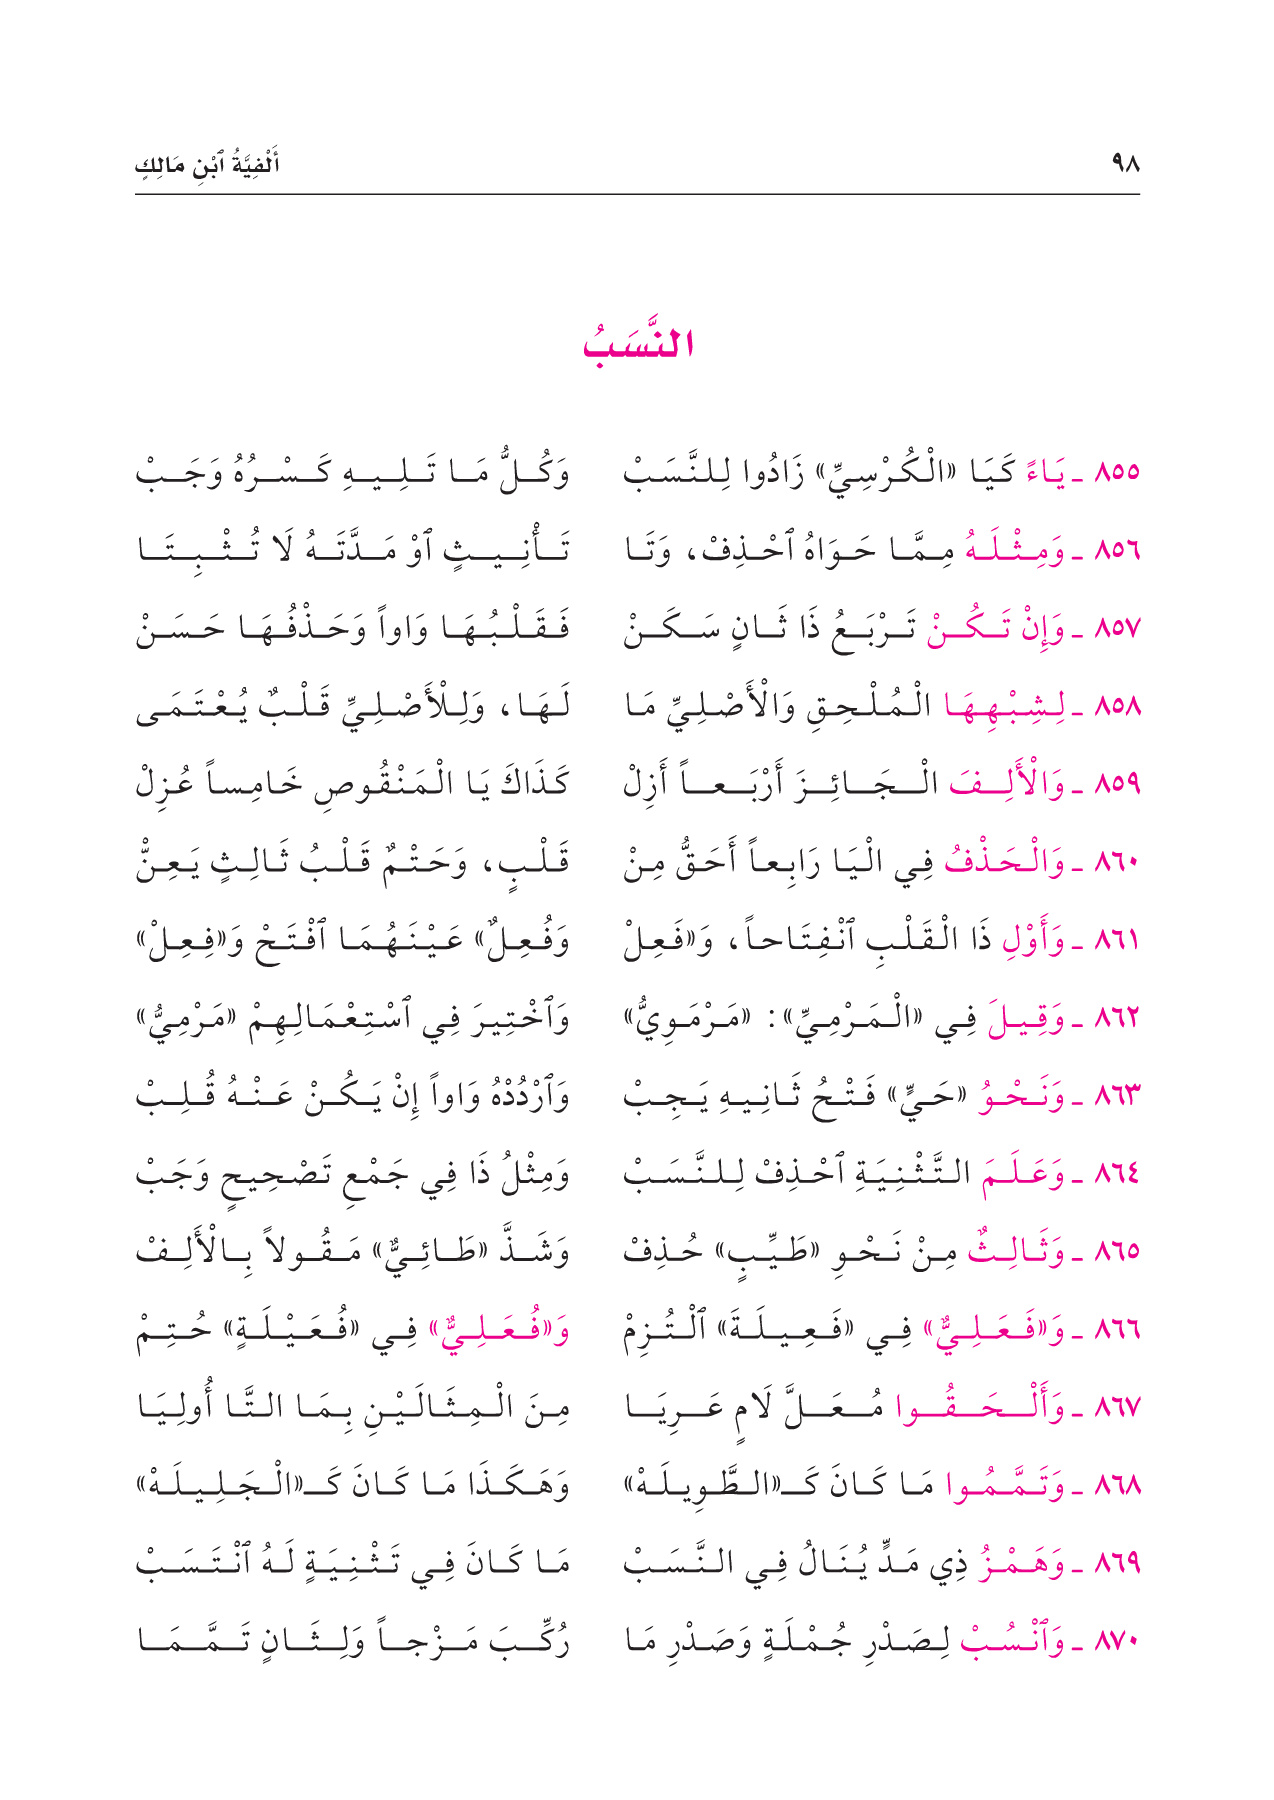 ٩٨ أَلْفِيَّةُ ٱبْنِ مَالِكٍ
النَّسَبُ
٨٥٥ ـ يَاءً كَيَا «الْكُرْسِيِّ» زَادُوا لِلنَّسَبْ وَكُلُّ مَا تَلِيهِ كَسْرُهُ وَجَبْ
٨٥٦ ـ وَمِثْلَهُ مِمَّا حَوَاهُ ٱحْذِفْ، وَتَا تَأْنِيثٍ ٱوْ مَدَّتَهُ لَا تُثْبِتَا
٨٥٧ ـ وَإِنْ تَكُنْ تَرْبَعُ ذَا ثَانٍ سَكَنْ فَقَلْبُهَا وَاواً وَحَذْفُهَا حَسَنْ
٨٥٨ ـ لِشِبْهِهَا الْمُلْحِقِ وَالْأَصْلِيِّ مَا لَهَا، وَلِلْأَصْلِيِّ قَلْبٌ يُعْتَمَى
٨٥٩ ـ وَالْأَلِفَ الْجَائِزَ أَرْبَعاً أَزِلْ كَذَاكَ يَا الْمَنْقُوصِ خَامِساً عُزِلْ
٨٦٠ ـ وَالْحَذْفُ فِي الْيَا رَابِعاً أَحَقُّ مِنْ قَلْبٍ، وَحَتْمٌ قَلْبُ ثَالِثٍ يَعِنّْ
٨٦١ ـ وَأَوْلِ ذَا الْقَلْبِ ٱنْفِتَاحاً، وَ«فَعِلْ وَفُعِلٌ» عَيْنَهُمَا ٱفْتَحْ وَ«فِعِلْ»
٨٦٢ ـ وَقِيلَ فِي «الْمَرْمِيِّ»: «مَرْمَوِيُّ» وَٱخْتِيرَ فِي ٱسْتِعْمَالِهِمْ «مَرْمِيُّ»
٨٦٣ ـ وَنَحْوُ «حَيٍّ» فَتْحُ ثَانِيهِ يَجِبْ وَٱرْدُدْهُ وَاواً إِنْ يَكُنْ عَنْهُ قُلِبْ
٨٦٤ ـ وَعَلَمَ التَّثْنِيَةِ ٱحْذِفْ لِلنَّسَبْ وَمِثْلُ ذَا فِي جَمْعِ تَصْحِيحٍ وَجَبْ
٨٦٥ ـ وَثَالِثٌ مِنْ نَحْوِ «طَيِّبٍ» حُذِفْ وَشَذَّ «طَائِيٌّ» مَقُولاً بِالْأَلِفْ
٨٦٦ ـ وَ«فَعَلِيٌّ» فِي «فَعِيلَةَ» ٱلْتُزِمْ وَ«فُعَلِيٌّ» فِي «فُعَيْلَةٍ» حُتِمْ
٨٦٧ ـ وَأَلْحَقُوا مُعَلَّ لَامٍ عَرِيَا مِنَ الْمِثَالَيْنِ بِمَا التَّا أُولِيَا
٨٦٨ ـ وَتَمَّمُوا مَا كَانَ كَـ«الطَّوِيلَهْ» وَهَكَذَا مَا كَانَ كَـ«الْجَلِيلَهْ»
٨٦٩ ـ وَهَمْزُ ذِي مَدٍّ يُنَالُ فِي النَّسَبْ مَا كَانَ فِي تَثْنِيَةٍ لَهُ ٱنْتَسَبْ
٨٧٠ ـ وَٱنْسُبْ لِصَدْرِ جُمْلَةٍ وَصَدْرِ مَا رُكِّبَ مَزْجاً وَلِثَانٍ تَمَّمَا